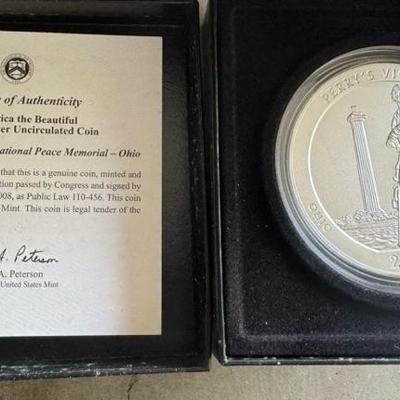 y of Authenticity
ica the Beautiful
er Uncirculated Coin
ational Peace Memorial – Ohio
that this is a genuine coin, minted and
tion passed by Congress and signed by
008, as Public Law 110-456. This coin
Mint. This coin is legal tender of the
A. Peterson
A. Peterson
United States Mint
PERRY'S VI
OHIO
2